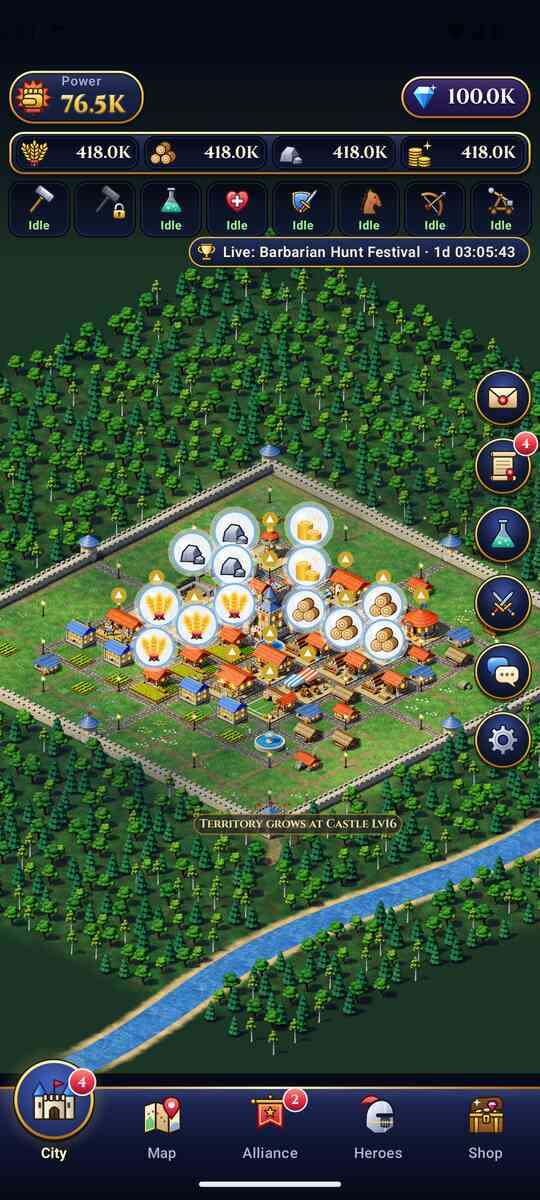 Power
76.5K
100.0K
418.0K
418.0K
418.0K
418.0K
Idle
Idle
Idle
Idle
Idle
Idle
Idle
Live: Barbarian Hunt Festival · 1d 03:05:43
4
Territory grows at Castle Lvl6
4
2
City
Map
Alliance
Heroes
Shop